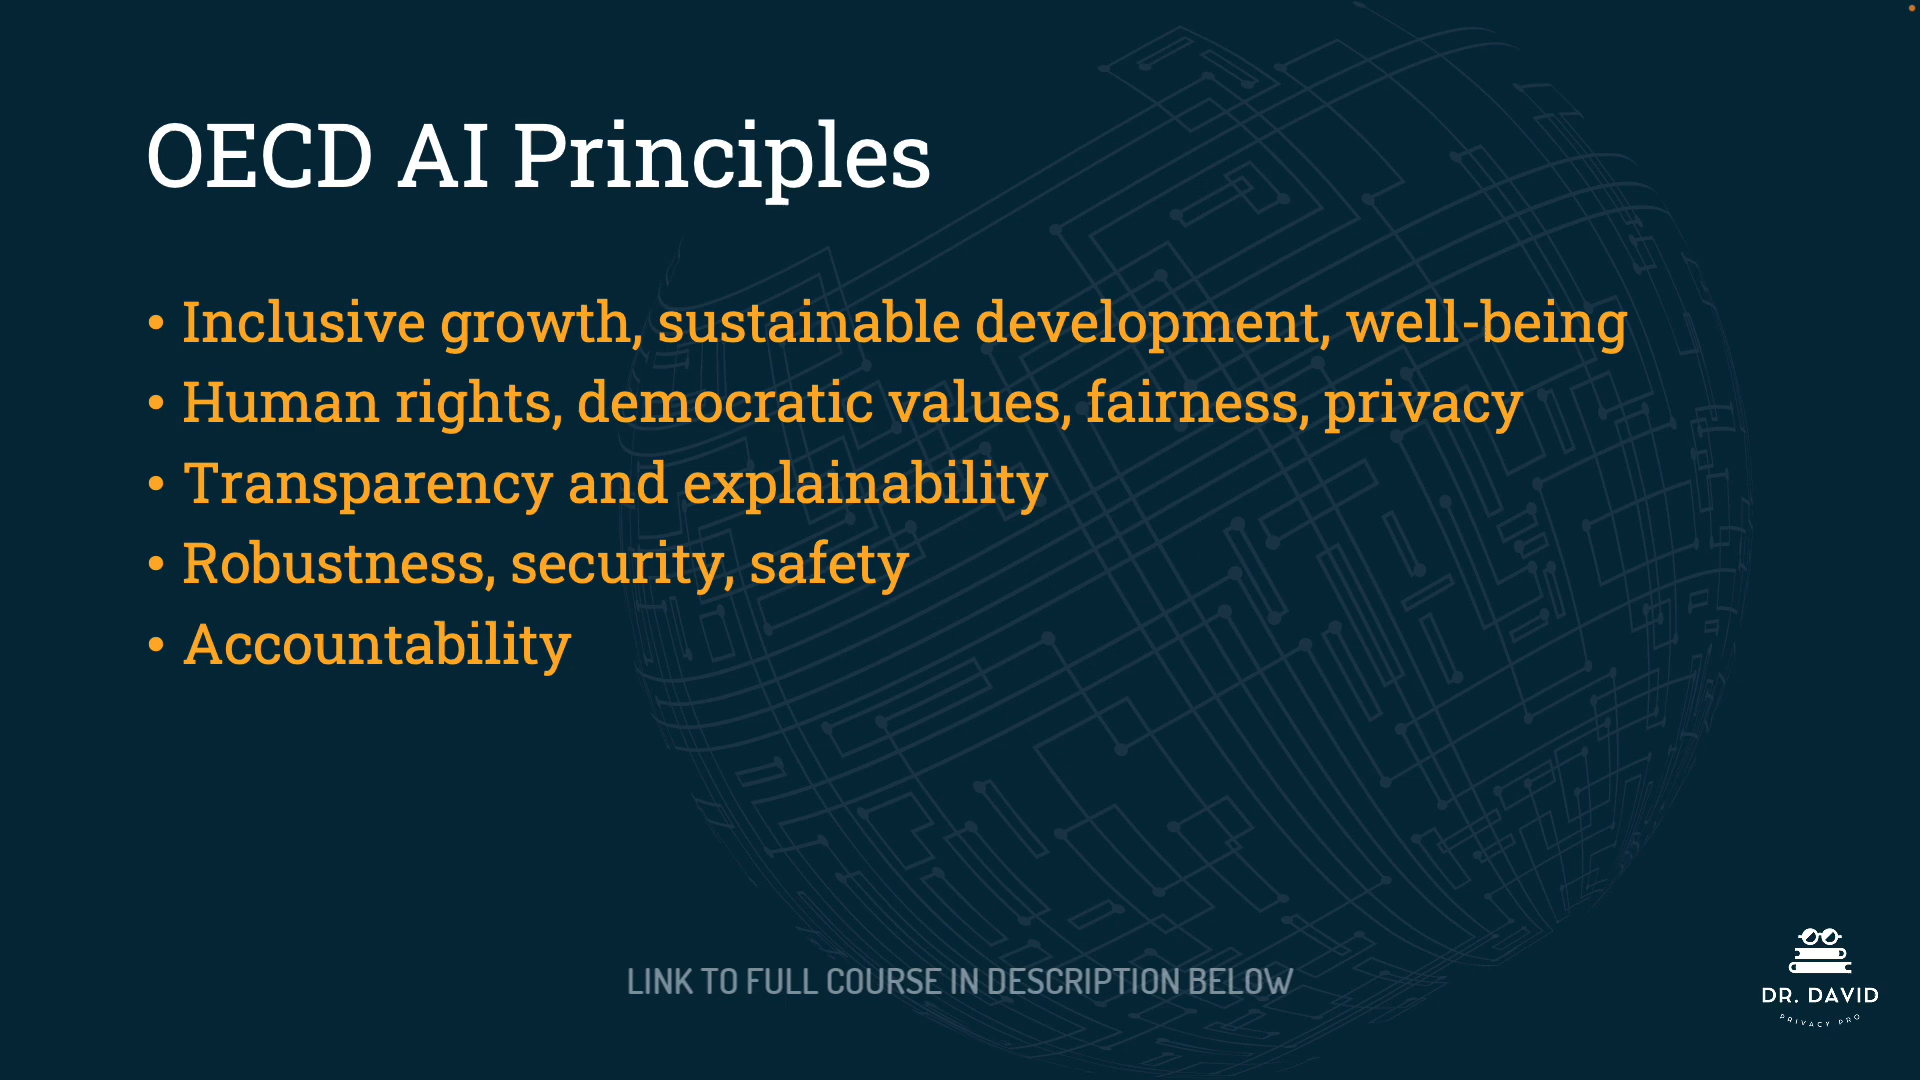 OECD AI Principles
• Inclusive growth, sustainable development, well-being
• Human rights, democratic values, fairness, privacy
• Transparency and explainability
• Robustness, security, safety
• Accountability
LINK TO FULL COURSE IN DESCRIPTION BELOW
DR. DAVID
PRIVACY PRO